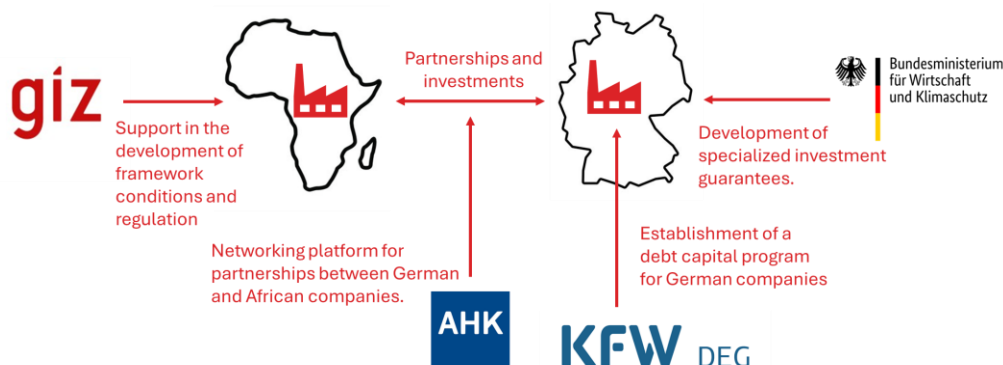 giz
Support in the
development of
framework
conditions and
regulation
Partnerships and
investments
Bundesministerium
für Wirtschaft
und Klimaschutz
Development of
specialized investment
guarantees.
Networking platform for
partnerships between German
and African companies.
AHK
Establishment of a
debt capital program
for German companies
KFW DEG